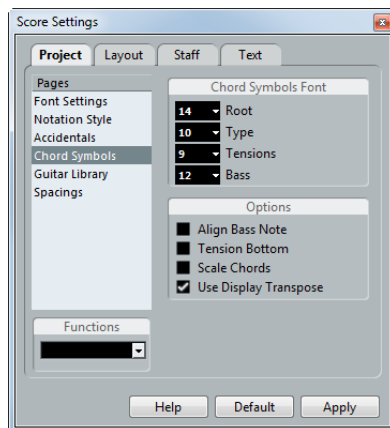 Score Settings
Project Layout Staff Text
Pages
Font Settings
Notation Style
Accidentals
Chord Symbols
Guitar Library
Spacings
Functions
Chord Symbols Font
14 Root
10 Type
9 Tensions
12 Bass
Options
Align Bass Note
Tension Bottom
Scale Chords
Use Display Transpose
Help Default Apply